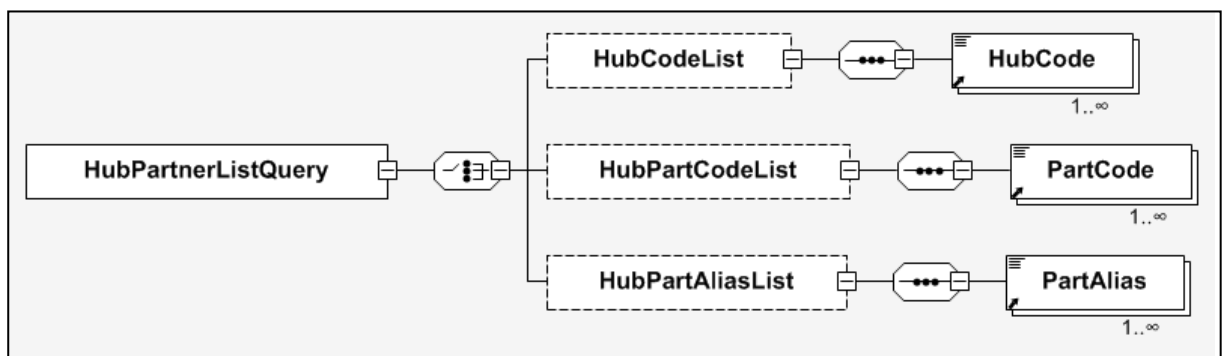 HubCodeList
HubCode
1..∞
HubPartnerListQuery
HubPartCodeList
PartCode
1..∞
HubPartAliasList
PartAlias
1..∞